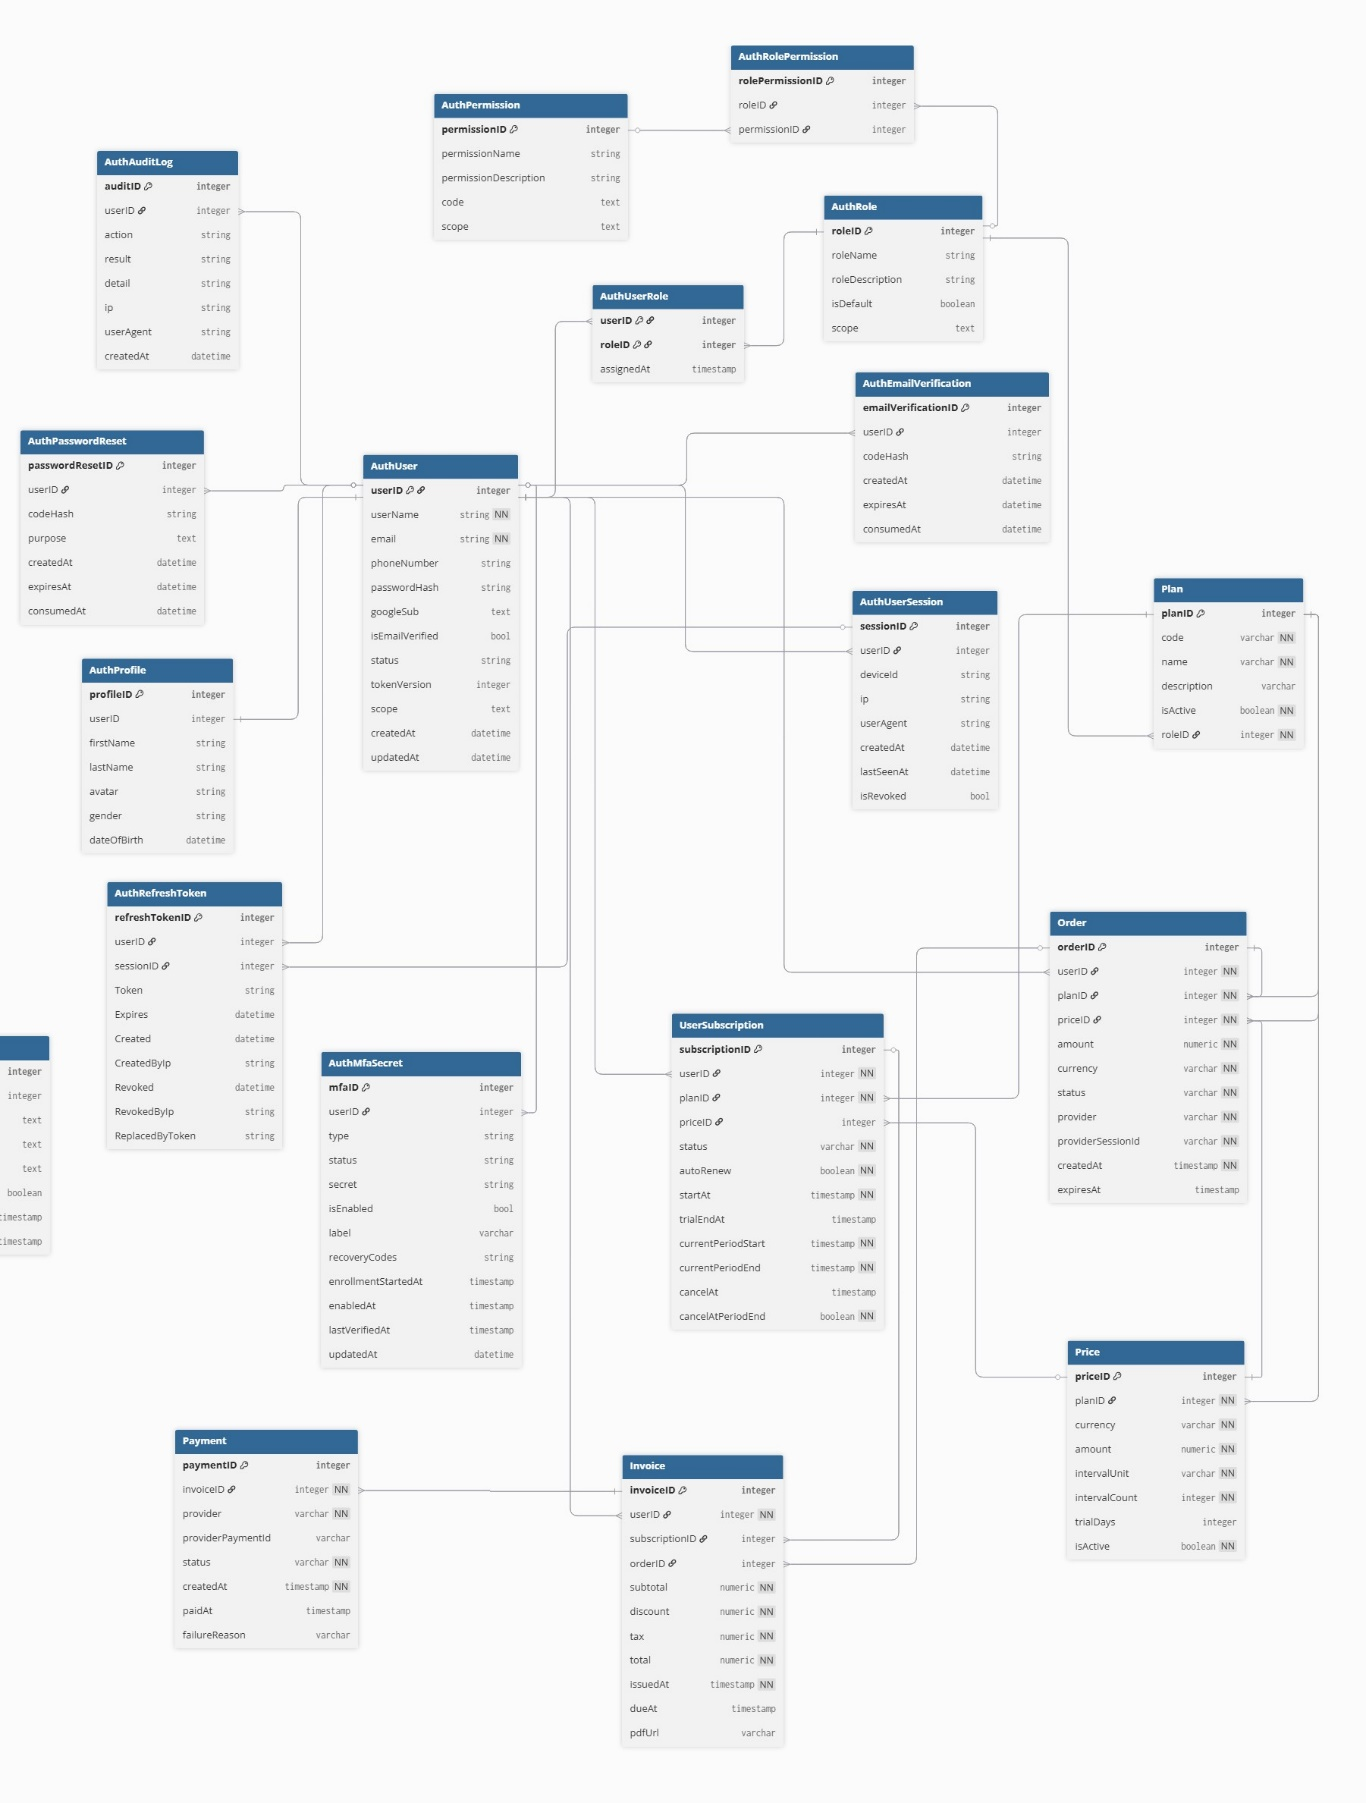 AuthRolePermission
rolePermissionID integer
roleID integer
permissionID integer
AuthPermission
permissionID integer
permissionName string
permissionDescription string
code text
scope text
AuthAuditLog
auditID integer
userID integer
action string
result string
detail string
ip string
userAgent string
createdAt datetime
AuthRole
roleID integer
roleName string
roleDescription string
isDefault boolean
scope text
AuthUserRole
userID integer
roleID integer
assignedAt timestamp
AuthEmailVerification
emailVerificationID integer
userID integer
codeHash string
createdAt datetime
expiresAt datetime
consumedAt datetime
AuthPasswordReset
passwordResetID integer
userID integer
codeHash string
purpose text
createdAt datetime
expiresAt datetime
consumedAt datetime
AuthUser
userID integer
userName string NN
email string NN
phoneNumber string
passwordHash string
googleSub text
isEmailVerified bool
status string
tokenVersion integer
scope text
createdAt datetime
updatedAt datetime
AuthUserSession
sessionID integer
userID integer
deviceId string
ip string
userAgent string
createdAt datetime
lastSeenAt datetime
isRevoked bool
Plan
planID integer
code varchar NN
name varchar NN
description varchar
isActive boolean NN
roleID integer NN
AuthProfile
profileID integer
userID integer
firstName string
lastName string
avatar string
gender string
dateOfBirth datetime
AuthRefreshToken
refreshTokenID integer
userID integer
sessionID integer
Token string
Expires datetime
Created datetime
CreatedByIp string
Revoked datetime
RevokedByIp string
ReplacedByToken string
Order
orderID integer
userID integer NN
planID integer NN
priceID integer NN
amount numeric NN
currency varchar NN
status varchar NN
provider varchar NN
providerSessionId varchar NN
createdAt timestamp NN
expiresAt timestamp
integer
integer
text
text
text
boolean
timestamp
timestamp
AuthMfaSecret
mfaID integer
userID integer
type string
status string
secret string
isEnabled bool
label varchar
recoveryCodes string
enrollmentStartedAt timestamp
enabledAt timestamp
lastVerifiedAt timestamp
updatedAt datetime
UserSubscription
subscriptionID integer
userID integer NN
planID integer NN
priceID integer
status varchar NN
autoRenew boolean NN
startAt timestamp NN
trialEndAt timestamp
currentPeriodStart timestamp NN
currentPeriodEnd timestamp NN
cancelAt timestamp
cancelAtPeriodEnd boolean NN
Price
priceID integer
planID integer NN
currency varchar NN
amount numeric NN
intervalUnit varchar NN
intervalCount integer NN
trialDays integer
isActive boolean NN
Payment
paymentID integer
invoiceID integer NN
provider varchar NN
providerPaymentId varchar
status varchar NN
createdAt timestamp NN
paidAt timestamp
failureReason varchar
Invoice
invoiceID integer
userID integer NN
subscriptionID integer
orderID integer
subtotal numeric NN
discount numeric NN
tax numeric NN
total numeric NN
issuedAt timestamp NN
dueAt timestamp
pdfUrl varchar